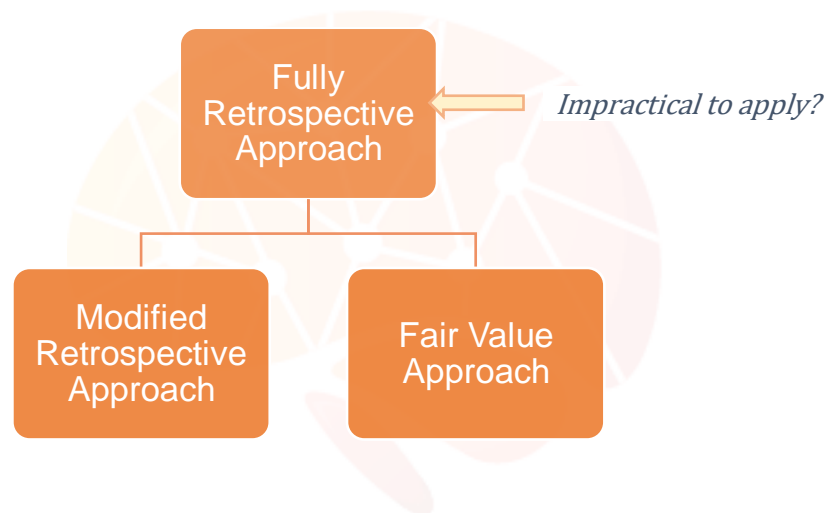 Fully
Retrospective
Approach
Impractical to apply?
Modified
Retrospective
Approach
Fair Value
Approach